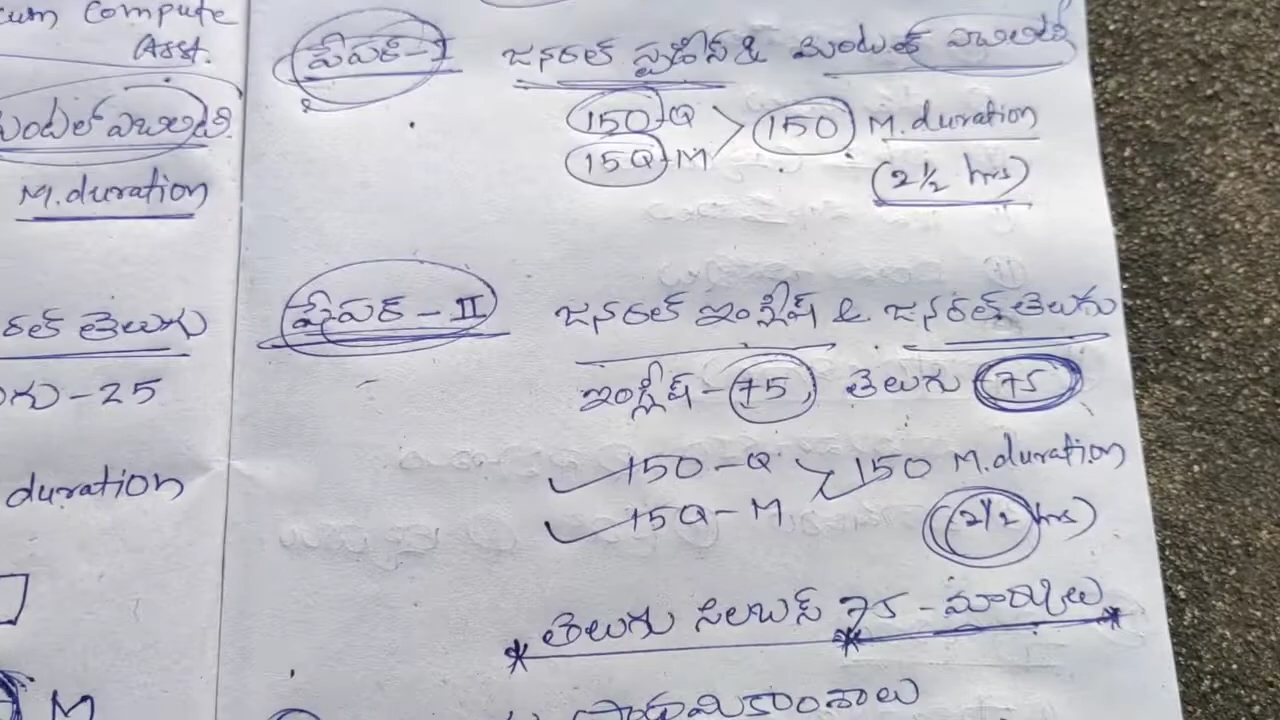 cum Compute
Asst.
M.duration
రల్ తెలుగు
గు-25
duration
M
పేపర్-I జనరల్ స్టడీస్ & మెంటల్ ఎబిలిటీ
150-Q
150-M
150 M.duration
(2½ hrs)
పేపర్-II జనరల్ ఇంగ్లీష్ & జనరల్ తెలుగు
ఇంగ్లీష్-75 తెలుగు 75
150-Q
150-M
150 M.duration
(2½ hrs)
* తెలుగు సిలబస్ 75-మార్కులు *